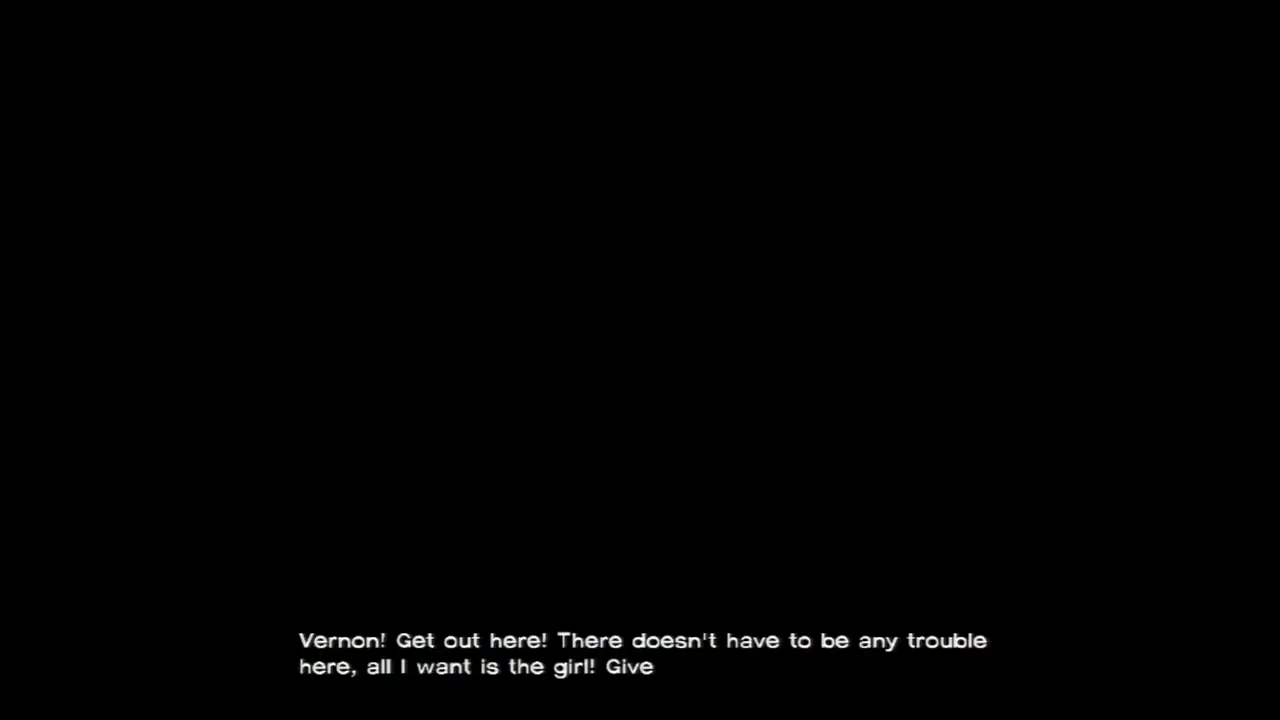 Vernon! Get out here! There doesn't have to be any trouble
here, all I want is the girl! Give